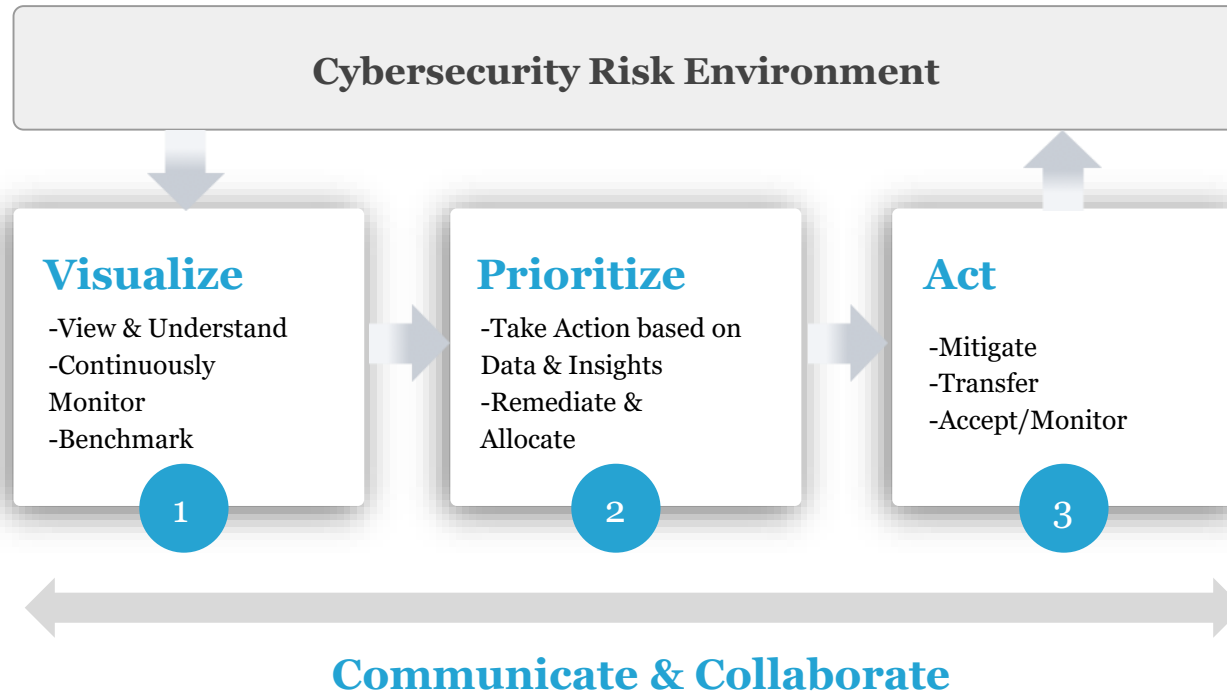 Cybersecurity Risk Environment
Visualize
-View & Understand
-Continuously
Monitor
-Benchmark
1
Prioritize
-Take Action based on
Data & Insights
-Remediate &
Allocate
2
Act
-Mitigate
-Transfer
-Accept/Monitor
3
Communicate & Collaborate